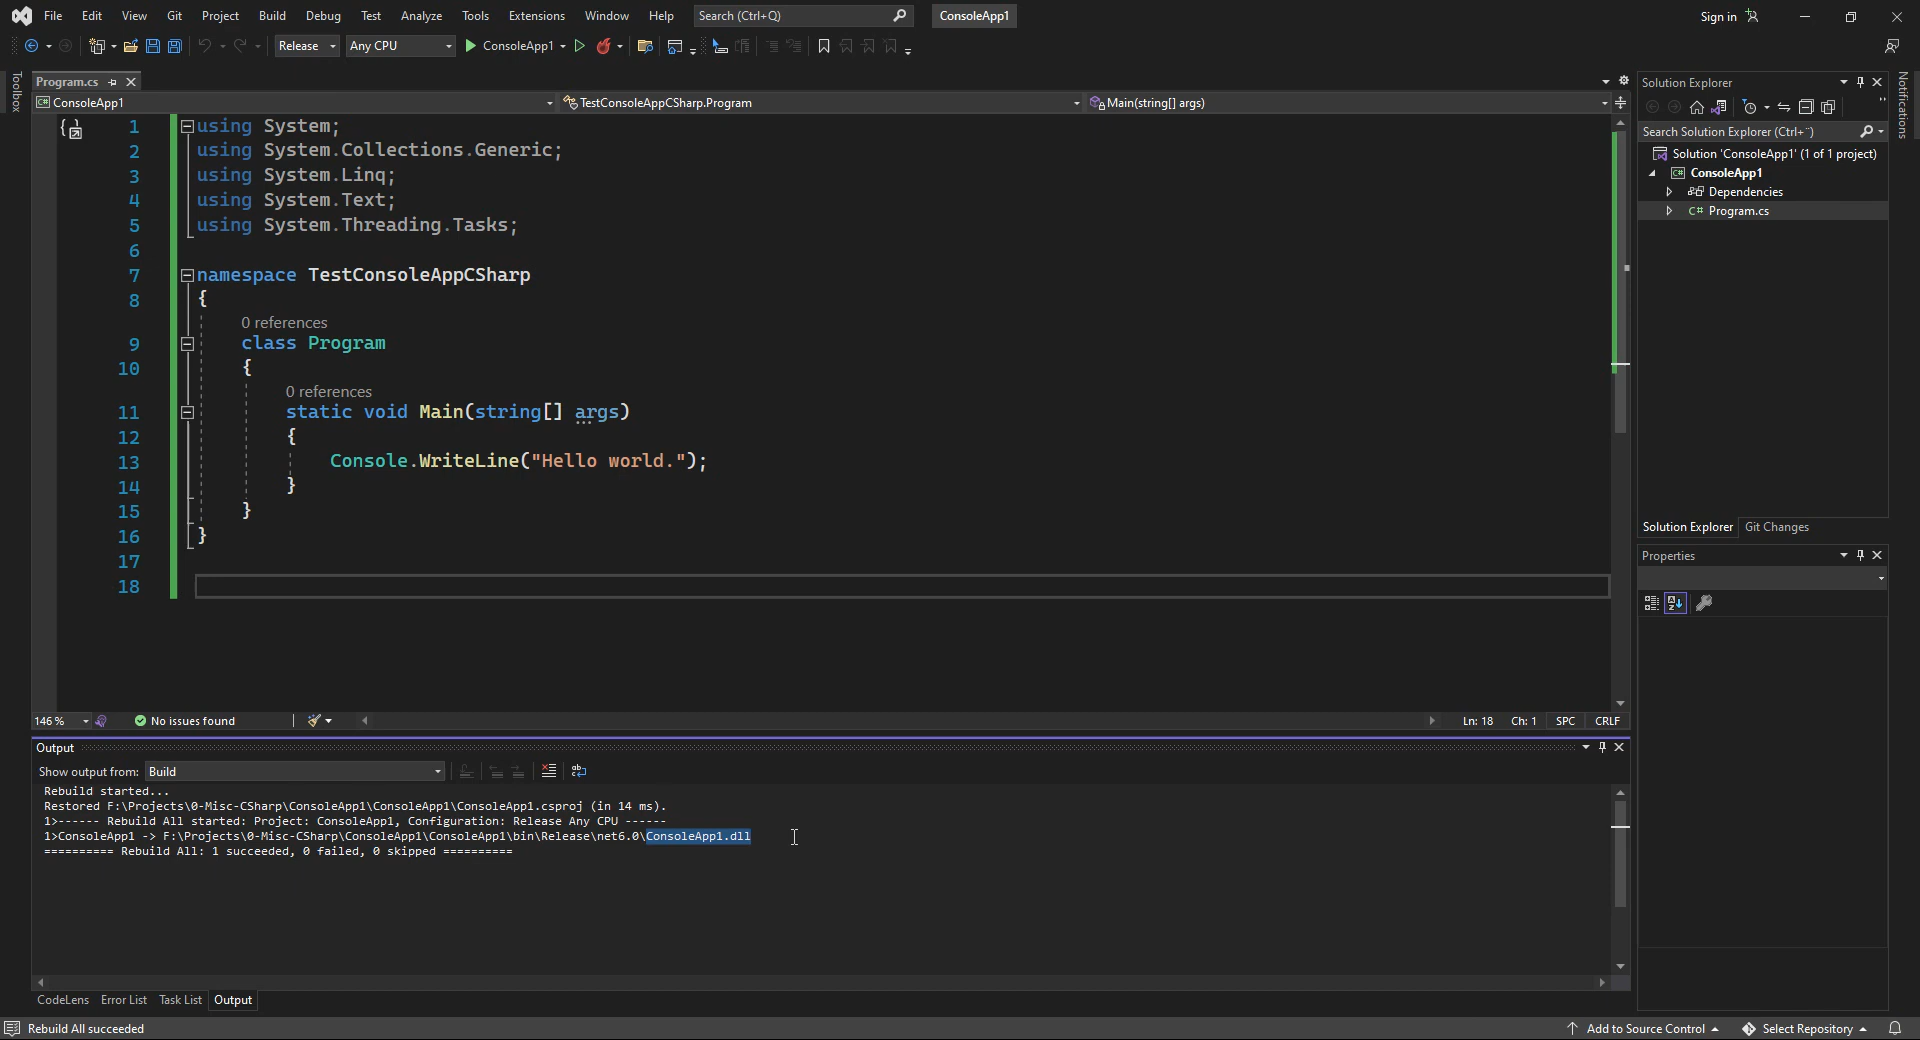 File Edit View Git Project Build Debug Test Analyze Tools Extensions Window Help Search (Ctrl+Q) ConsoleApp1 Sign in
Release Any CPU ConsoleApp1
Toolbox
Program.cs
ConsoleApp1 TestConsoleAppCSharp.Program Main(string[] args)
1 using System;
2 using System.Collections.Generic;
3 using System.Linq;
4 using System.Text;
5 using System.Threading.Tasks;
6
7 namespace TestConsoleAppCSharp
8 {
0 references
9 class Program
10 {
0 references
11 static void Main(string[] args)
12 {
13 Console.WriteLine("Hello world.");
14 }
15 }
16 }
17
18
146 % No issues found Ln: 18 Ch: 1 SPC CRLF
Output
Show output from: Build
Rebuild started...
Restored F:\Projects\0-Misc-CSharp\ConsoleApp1\ConsoleApp1\ConsoleApp1.csproj (in 14 ms).
1>------ Rebuild All started: Project: ConsoleApp1, Configuration: Release Any CPU ------
1>ConsoleApp1 -> F:\Projects\0-Misc-CSharp\ConsoleApp1\ConsoleApp1\bin\Release\net6.0\ConsoleApp1.dll
========== Rebuild All: 1 succeeded, 0 failed, 0 skipped ==========
CodeLens Error List Task List Output
Solution Explorer
Search Solution Explorer (Ctrl+¨)
Solution 'ConsoleApp1' (1 of 1 project)
C# ConsoleApp1
Dependencies
C# Program.cs
Solution Explorer Git Changes
Properties
Notifications
Rebuild All succeeded Add to Source Control Select Repository